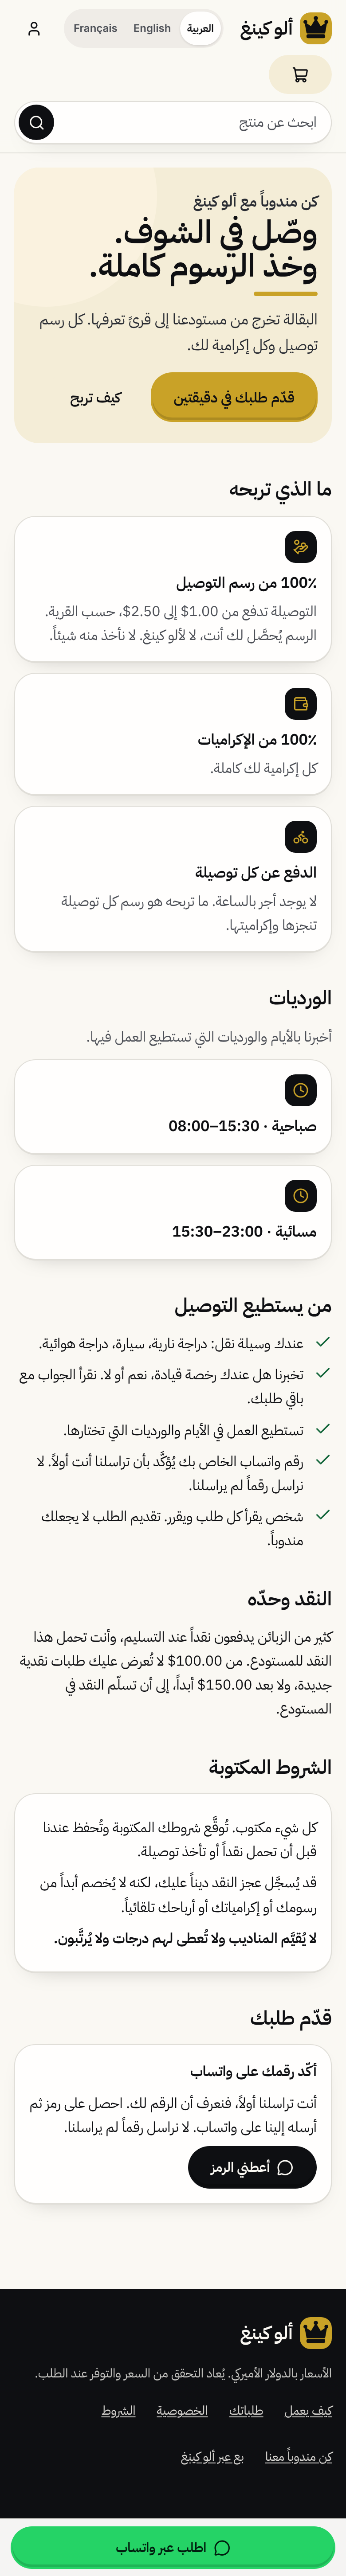 ألو كينغ
العربية
English
Français
ابحث عن منتج
كن مندوباً مع ألو كينغ
وصّل في الشوف.
وخذ الرسوم كاملة.
البقالة تخرج من مستودعنا إلى قرىً تعرفها. كل رسم
توصيل وكل إكرامية لك.
قدّم طلبك في دقيقتين
كيف تربح
ما الذي تربحه
100٪ من رسم التوصيل
التوصيلة تدفع من $1.00 إلى $2.50، حسب القرية.
الرسم يُحصَّل لك أنت، لا لألو كينغ. لا نأخذ منه شيئاً.
100٪ من الإكراميات
كل إكرامية لك كاملة.
الدفع عن كل توصيلة
لا يوجد أجر بالساعة. ما تربحه هو رسم كل توصيلة
تنجزها وإكراميتها.
الورديات
أخبرنا بالأيام والورديات التي تستطيع العمل فيها.
صباحية · 08:00–15:30
مسائية · 15:30–23:00
من يستطيع التوصيل
عندك وسيلة نقل: دراجة نارية، سيارة، دراجة هوائية.
تخبرنا هل عندك رخصة قيادة، نعم أو لا. نقرأ الجواب مع
باقي طلبك.
تستطيع العمل في الأيام والورديات التي تختارها.
رقم واتساب الخاص بك يُؤكَّد بأن تراسلنا أنت أولاً. لا
نراسل رقماً لم يراسلنا.
شخص يقرأ كل طلب ويقرر. تقديم الطلب لا يجعلك
مندوباً.
النقد وحدّه
كثير من الزبائن يدفعون نقداً عند التسليم، وأنت تحمل هذا
النقد للمستودع. من $100.00 لا تُعرض عليك طلبات نقدية
جديدة، ولا بعد $150.00 أبداً، إلى أن تسلّم النقد في
المستودع.
الشروط المكتوبة
كل شيء مكتوب. تُوقَّع شروطك المكتوبة وتُحفظ عندنا
قبل أن تحمل نقداً أو تأخذ توصيلة.
قد يُسجَّل عجز النقد ديناً عليك، لكنه لا يُخصم أبداً من
رسومك أو إكرامياتك أو أرباحك تلقائياً.
لا يُقيَّم المناديب ولا تُعطى لهم درجات ولا يُرتَّبون.
قدّم طلبك
أكّد رقمك على واتساب
أنت تراسلنا أولاً، فنعرف أن الرقم لك. احصل على رمز ثم
أرسله إلينا على واتساب. لا نراسل رقماً لم يراسلنا.
أعطني الرمز
ألو كينغ
الأسعار بالدولار الأميركي. يُعاد التحقق من السعر والتوفر عند الطلب.
كيف يعمل
طلباتك
الخصوصية
الشروط
كن مندوباً معنا
بع عبر ألو كينغ
اطلب عبر واتساب